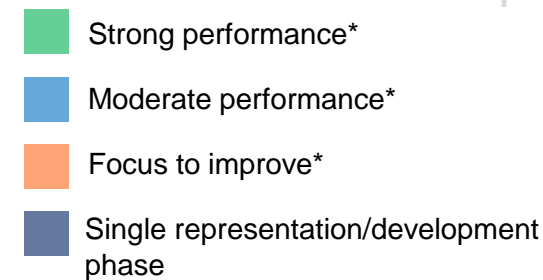 Strong performance*
Moderate performance*
Focus to improve*
Single representation/development
phase